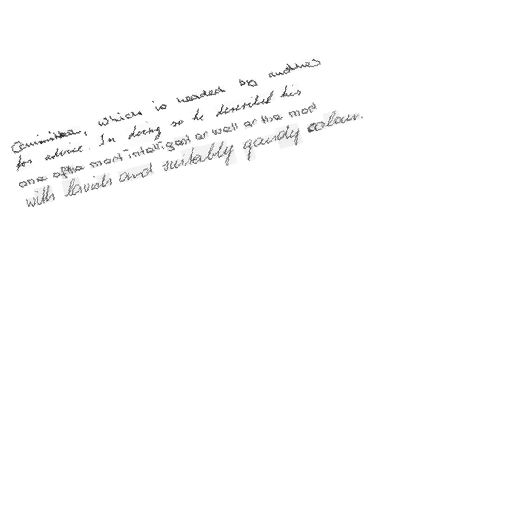 Committee, which is headed by another
for advice. In doing so he described his
one of the most intelligent as well as the most
with lavish and suitably gaudy colour.